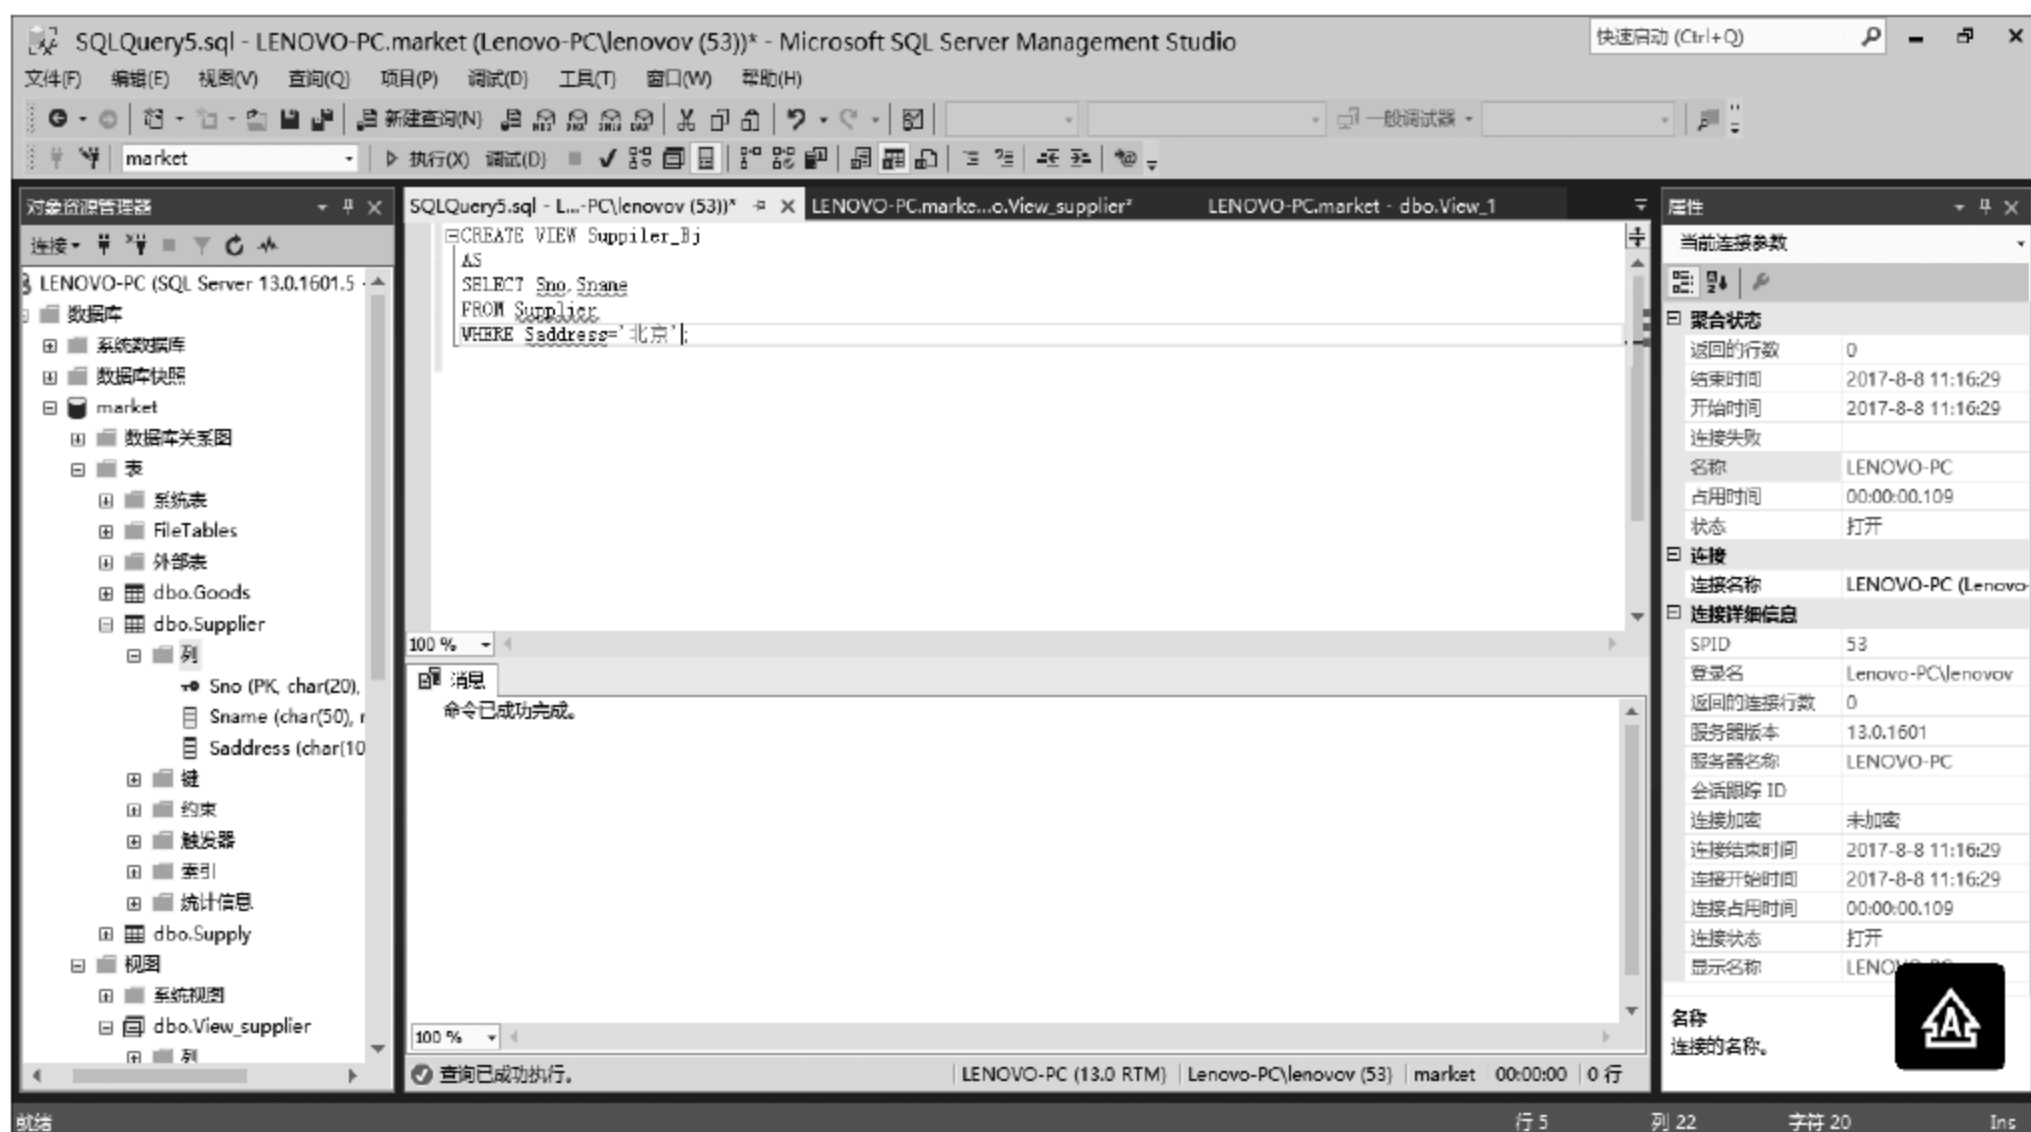 SQLQuery5.sql - LENOVO-PC.market (Lenovo-PC\lenovov (53))* - Microsoft SQL Server Management Studio
快速启动 (Ctrl+Q)
文件(F) 编辑(E) 视图(V) 查询(Q) 项目(P) 调试(D) 工具(T) 窗口(W) 帮助(H)
新建查询(N) 一般调试器
market 执行(X) 调试(D)
对象资源管理器
连接
LENOVO-PC (SQL Server 13.0.1601.5 -
数据库
系统数据库
数据库快照
market
数据库关系图
表
系统表
FileTables
外部表
dbo.Goods
dbo.Supplier
列
Sno (PK, char(20),
Sname (char(50), r
Saddress (char(10
键
约束
触发器
索引
统计信息
dbo.Supply
视图
系统视图
dbo.View_supplier
列
SQLQuery5.sql - L...-PC\lenovov (53))* LENOVO-PC.marke...o.View_supplier* LENOVO-PC.market - dbo.View_1
CREATE VIEW Suppiler_Bj
AS
SELECT Sno,Sname
FROM Supplier
WHERE Saddress='北京';
100 %
消息
命令已成功完成。
100 %
查询已成功执行。 LENOVO-PC (13.0 RTM) Lenovo-PC\lenovov (53) market 00:00:00 0 行
属性
当前连接参数
聚合状态
返回的行数 0
结束时间 2017-8-8 11:16:29
开始时间 2017-8-8 11:16:29
连接失败
名称 LENOVO-PC
占用时间 00:00:00.109
状态 打开
连接
连接名称 LENOVO-PC (Lenovo-
连接详细信息
SPID 53
登录名 Lenovo-PC\lenovov
返回的连接行数 0
服务器版本 13.0.1601
服务器名称 LENOVO-PC
会话跟踪 ID
连接加密 未加密
连接结束时间 2017-8-8 11:16:29
连接开始时间 2017-8-8 11:16:29
连接占用时间 00:00:00.109
连接状态 打开
显示名称
名称
连接的名称。
A
就绪 行 5 列 22 字符 20 Ins